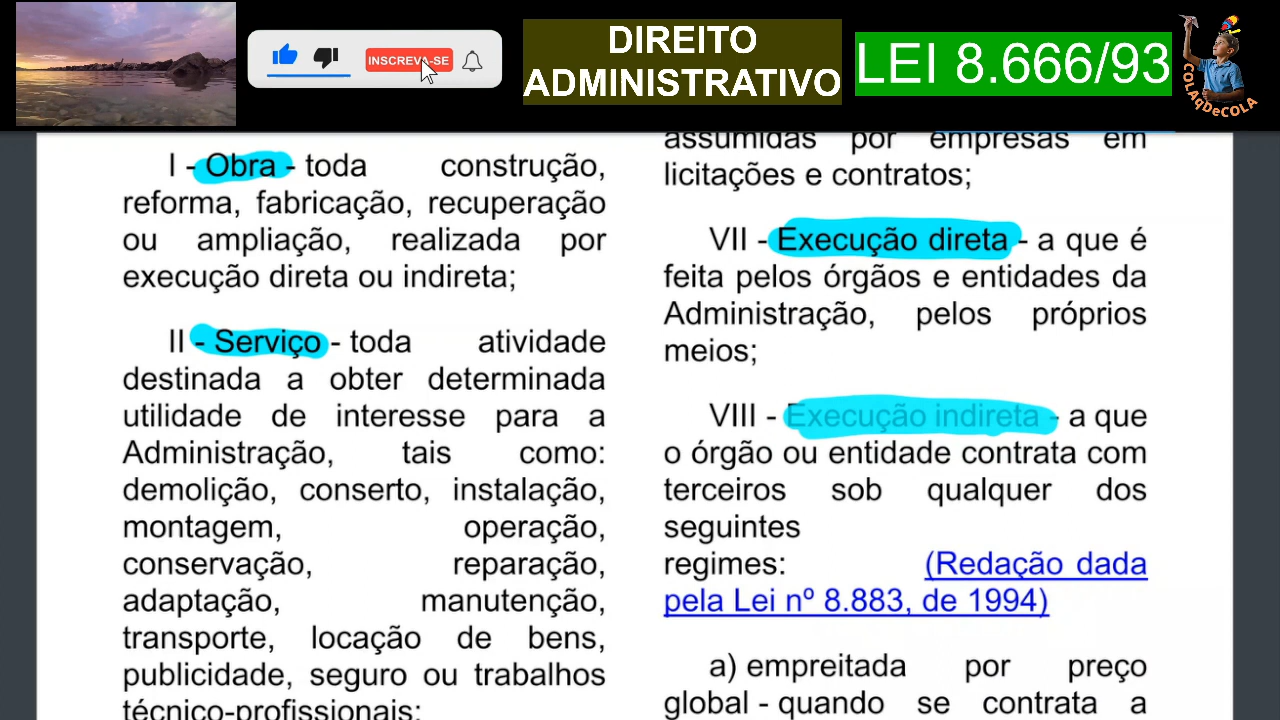 INSCREVA-SE
DIREITO
ADMINISTRATIVO
LEI 8.666/93
COLAqDeCOLA
I - Obra - toda construção,
reforma, fabricação, recuperação
ou ampliação, realizada por
execução direta ou indireta;
II - Serviço - toda atividade
destinada a obter determinada
utilidade de interesse para a
Administração, tais como:
demolição, conserto, instalação,
montagem, operação,
conservação, reparação,
adaptação, manutenção,
transporte, locação de bens,
publicidade, seguro ou trabalhos
técnico-profissionais;
assumidas por empresas em
licitações e contratos;
VII - Execução direta - a que é
feita pelos órgãos e entidades da
Administração, pelos próprios
meios;
VIII - Execução indireta - a que
o órgão ou entidade contrata com
terceiros sob qualquer dos
seguintes
regimes: (Redação dada
pela Lei nº 8.883, de 1994)
a) empreitada por preço
global - quando se contrata a